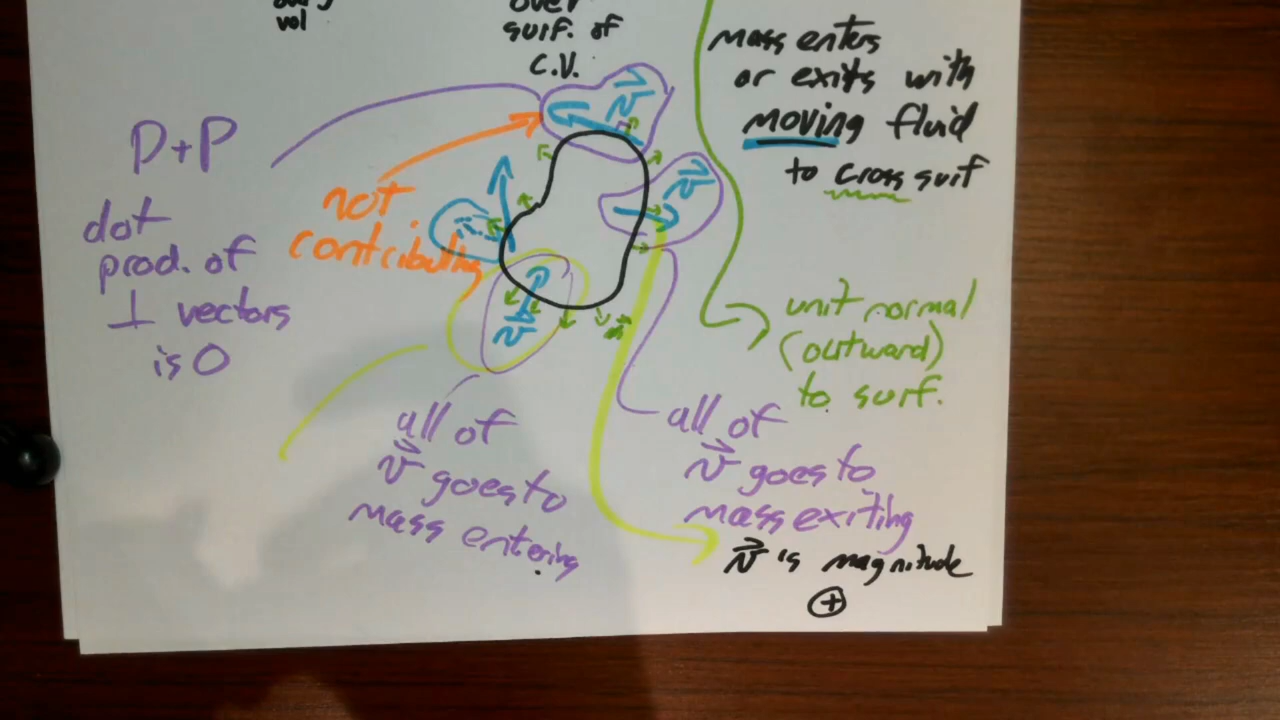 vol
over
surf. of
C.V.
mass enters
or exits with
moving fluid
to cross surf
D+P
dot
prod. of
⊥ vectors
is 0
not
contributing
v
v
v
n
unit normal
(outward)
to surf.
all of
v goes to
mass entering
all of
v goes to
mass exiting
v is magnitude
+